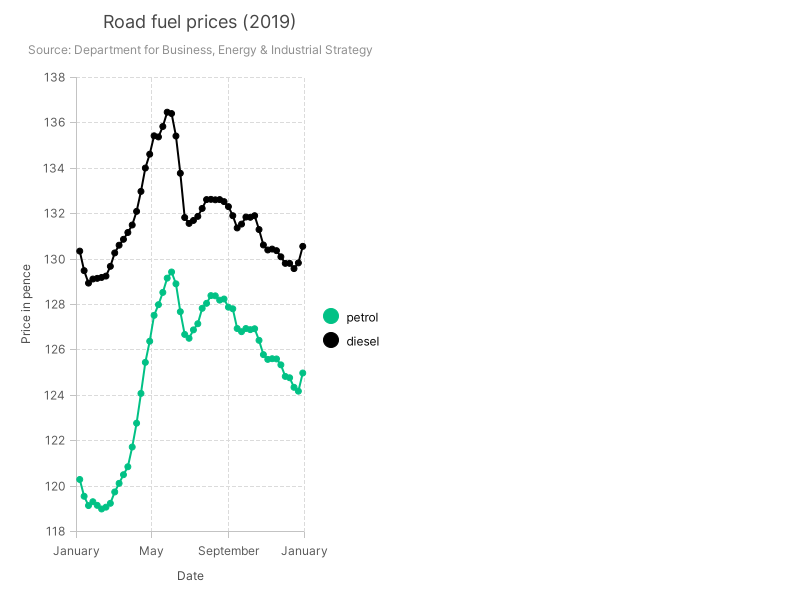 Road fuel prices (2019)
Source: Department for Business, Energy & Industrial Strategy
138
136
134
132
130
128
126
124
122
120
118
Price in pence
January May September January
Date
petrol
diesel